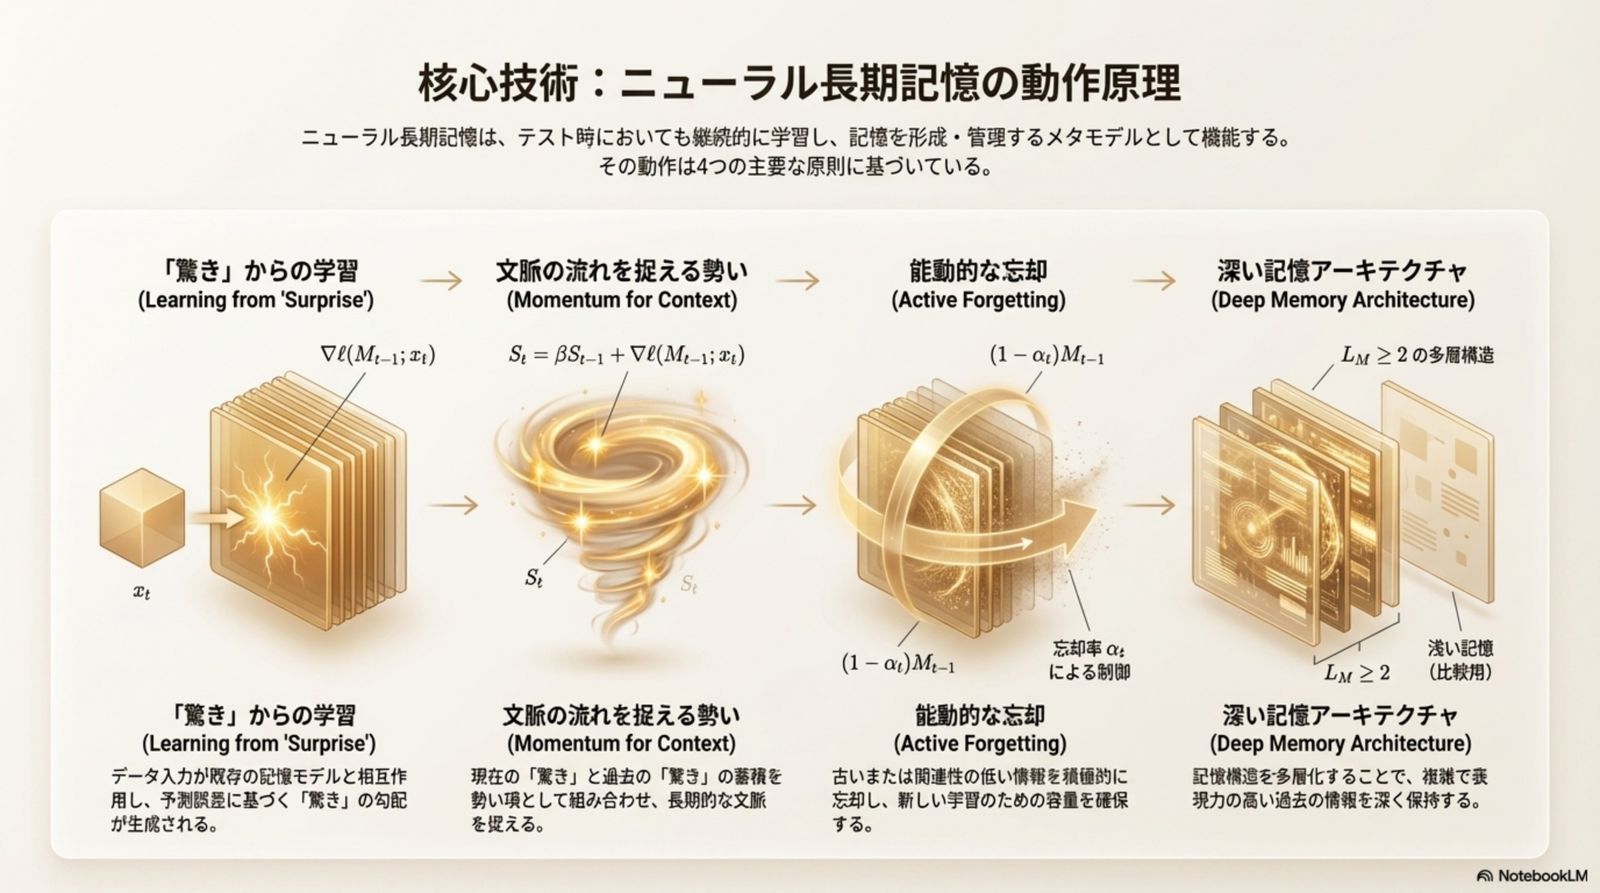 核心技術：ニューラル長期記憶の動作原理
ニューラル長期記憶は、テスト時においても継続的に学習し、記憶を形成・管理するメタモデルとして機能する。
その動作は4つの主要な原則に基づいている。
「驚き」からの学習
(Learning from 'Surprise')
文脈の流れを捉える勢い
(Momentum for Context)
能動的な忘却
(Active Forgetting)
深い記憶アーキテクチャ
(Deep Memory Architecture)
∇ℓ(M_{t−1}; x_t)
x_t
S_t = βS_{t−1} + ∇ℓ(M_{t−1}; x_t)
S_t
S_t
(1 − α_t)M_{t−1}
(1 − α_t)M_{t−1}
忘却率 α_t
による制御
L_M ≥ 2 の多層構造
L_M ≥ 2
浅い記憶
（比較用）
「驚き」からの学習
(Learning from 'Surprise')
データ入力が既存の記憶モデルと相互作
用し、予測誤差に基づく「驚き」の勾配
が生成される。
文脈の流れを捉える勢い
(Momentum for Context)
現在の「驚き」と過去の「驚き」の蓄積を
勢い項として組み合わせ、長期的な文脈
を捉える。
能動的な忘却
(Active Forgetting)
古いまたは関連性の低い情報を積極的に
忘却し、新しい学習のための容量を確保
する。
深い記憶アーキテクチャ
(Deep Memory Architecture)
記憶構造を多層化することで、複雑で表
現力の高い過去の情報を深く保持する。
NotebookLM